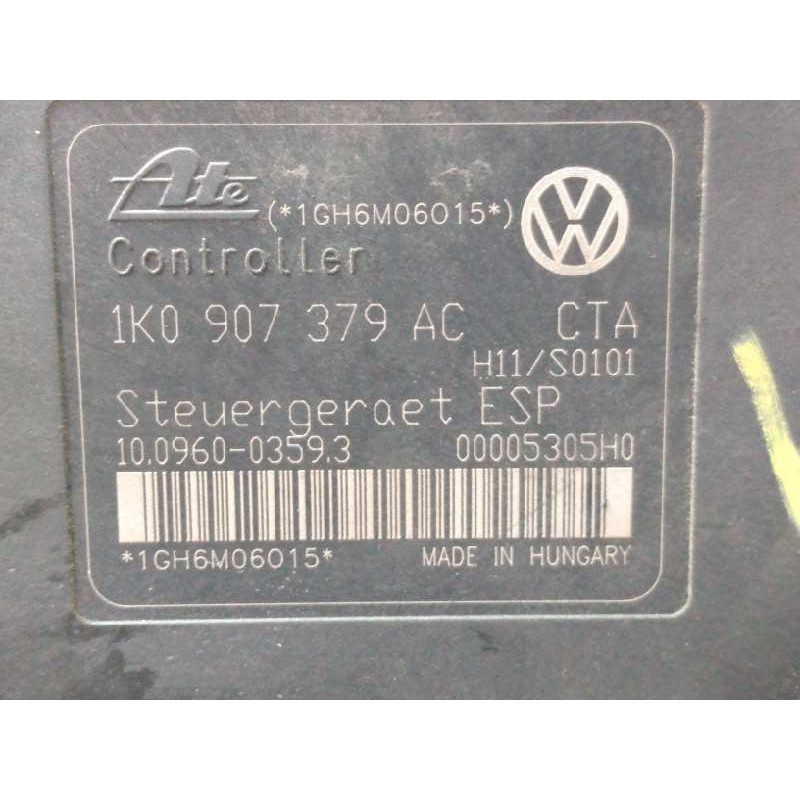 Ate (*1GH6M06015*) VW
Controller
1K0 907 379 AC CTA
H11/S0101
Steuergeraet ESP
10.0960-0359.3 00005305H0
*1GH6M06015* MADE IN HUNGARY